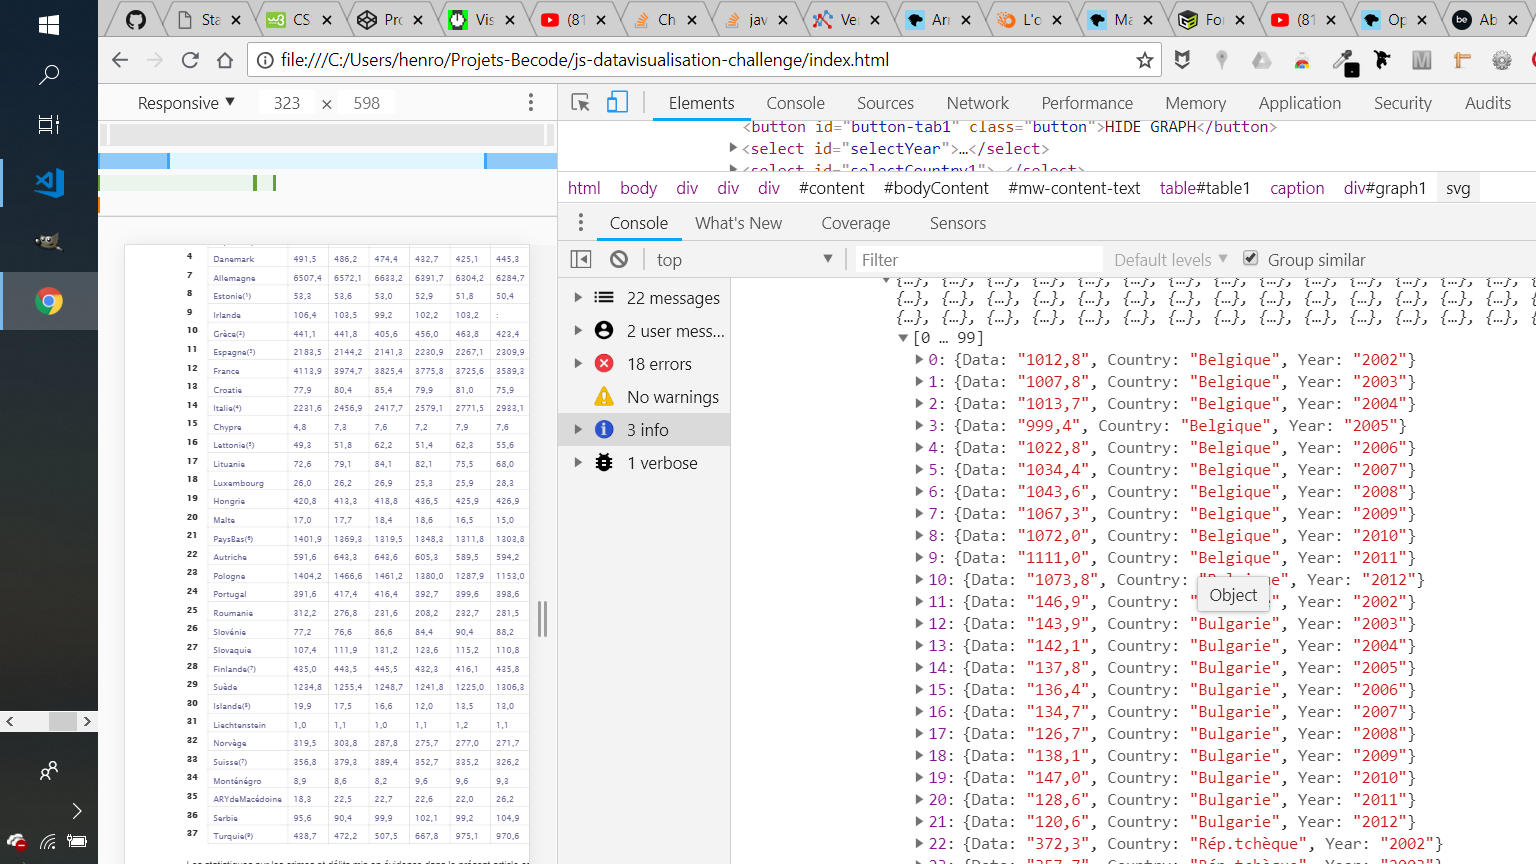 Sta
CS
Pro
Vis
(81
Ch
jav
Ver
Arr
L'o
Ma
For
(81
Op
Ab
file:///C:/Users/henro/Projets-Becode/js-datavisualisation-challenge/index.html
Responsive 323 × 598
Elements Console Sources Network Performance Memory Application Security Audits
<button id="button-tab1" class="button">HIDE GRAPH</button>
<select id="selectYear">…</select>
<select id="selectCountry1"> </select>
html body div div div #content #bodyContent #mw-content-text table#table1 caption div#graph1 svg
Console What's New Coverage Sensors
top Filter Default levels Group similar
4 Danemark 491,5 486,2 474,4 432,7 425,1 445,3
7 Allemagne 6507,4 6572,1 6633,2 6391,7 6304,2 6284,7
8 Estonie(¹) 53,3 53,6 53,0 52,9 51,8 50,4
9 Irlande 106,4 103,5 99,2 102,2 103,2 :
10 Grèce(²) 441,1 441,8 405,6 456,0 463,8 423,4
11 Espagne(³) 2183,5 2144,2 2141,3 2230,9 2267,1 2309,9
12 France 4113,9 3974,7 3825,4 3775,8 3725,6 3589,3
13 Croatie 77,9 80,4 85,4 79,9 81,0 75,9
14 Italie(⁴) 2231,6 2456,9 2417,7 2579,1 2771,5 2933,1
15 Chypre 4,8 7,3 7,6 7,2 7,9 7,6
16 Lettonie(⁵) 49,3 51,8 62,2 51,4 62,3 55,6
17 Lituanie 72,6 79,1 84,1 82,1 75,5 68,0
18 Luxembourg 26,0 26,2 26,9 25,3 25,9 28,3
19 Hongrie 420,8 413,3 418,8 436,5 425,9 426,9
20 Malte 17,0 17,7 18,4 18,6 16,5 15,0
21 PaysBas(⁶) 1401,9 1369,3 1319,5 1348,3 1311,8 1303,8
22 Autriche 591,6 643,3 643,6 605,3 589,5 594,2
23 Pologne 1404,2 1466,6 1461,2 1380,0 1287,9 1153,0
24 Portugal 391,6 417,4 416,4 392,7 399,6 398,6
25 Roumanie 312,2 276,8 231,6 208,2 232,7 281,5
26 Slovénie 77,2 76,6 86,6 84,4 90,4 88,2
27 Slovaquie 107,4 111,9 131,2 123,6 115,2 110,8
28 Finlande(⁷) 435,0 443,5 445,5 432,3 416,1 435,8
29 Suède 1234,8 1255,4 1248,7 1241,8 1225,0 1306,3
30 Islande(⁸) 19,9 17,5 16,6 12,0 13,5 13,0
31 Liechtenstein 1,0 1,1 1,0 1,1 1,2 1,1
32 Norvège 319,5 303,8 287,8 275,7 277,0 271,7
33 Suisse(⁷) 356,8 379,3 389,4 352,7 335,2 326,2
34 Monténégro 8,9 8,6 8,2 9,6 9,6 9,3
35 ARYdeMacédoine 18,3 22,5 22,7 22,6 22,0 26,2
36 Serbie 95,6 90,4 99,9 102,1 99,2 104,9
37 Turquie(⁹) 438,7 472,2 507,5 667,8 975,1 970,6
22 messages
2 user mess…
18 errors
No warnings
3 info
1 verbose
{…}, {…}, {…}, {…}, {…}, {…}, {…}, {…}, {…}, {…}, {…}, {…}, {…}, {…},
{…}, {…}, {…}, {…}, {…}, {…}, {…}, {…}, {…}, {…}, {…}, {…}, {…}, {…},
{…}, {…}, {…}, {…}, {…}, {…}, {…}, {…}, {…}, {…}, {…}, {…}, {…}, {…},
[0 … 99]
0: {Data: "1012,8", Country: "Belgique", Year: "2002"}
1: {Data: "1007,8", Country: "Belgique", Year: "2003"}
2: {Data: "1013,7", Country: "Belgique", Year: "2004"}
3: {Data: "999,4", Country: "Belgique", Year: "2005"}
4: {Data: "1022,8", Country: "Belgique", Year: "2006"}
5: {Data: "1034,4", Country: "Belgique", Year: "2007"}
6: {Data: "1043,6", Country: "Belgique", Year: "2008"}
7: {Data: "1067,3", Country: "Belgique", Year: "2009"}
8: {Data: "1072,0", Country: "Belgique", Year: "2010"}
9: {Data: "1111,0", Country: "Belgique", Year: "2011"}
10: {Data: "1073,8", Country: "Belgique", Year: "2012"}
Object
11: {Data: "146,9", Country: Year: "2002"}
12: {Data: "143,9", Country: "Bulgarie", Year: "2003"}
13: {Data: "142,1", Country: "Bulgarie", Year: "2004"}
14: {Data: "137,8", Country: "Bulgarie", Year: "2005"}
15: {Data: "136,4", Country: "Bulgarie", Year: "2006"}
16: {Data: "134,7", Country: "Bulgarie", Year: "2007"}
17: {Data: "126,7", Country: "Bulgarie", Year: "2008"}
18: {Data: "138,1", Country: "Bulgarie", Year: "2009"}
19: {Data: "147,0", Country: "Bulgarie", Year: "2010"}
20: {Data: "128,6", Country: "Bulgarie", Year: "2011"}
21: {Data: "120,6", Country: "Bulgarie", Year: "2012"}
22: {Data: "372,3", Country: "Rép.tchèque", Year: "2002"}